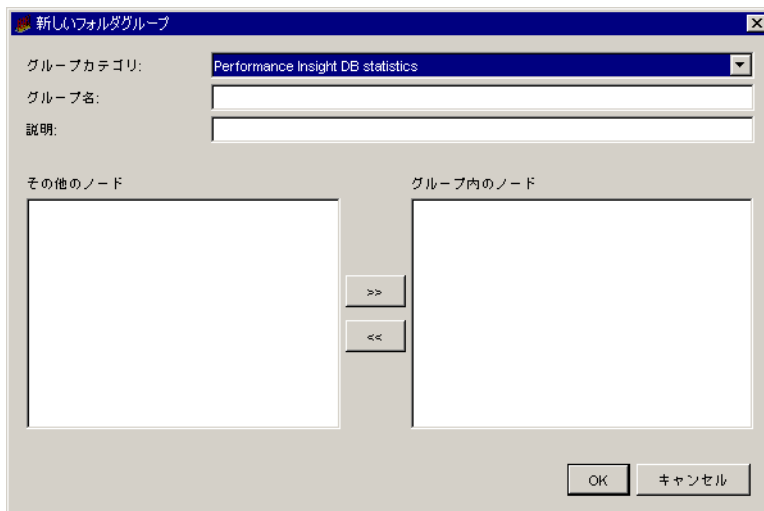 新しいフォルダグループ
グループカテゴリ: Performance Insight DB statistics
グループ名:
説明:
その他のノード グループ内のノード
>>
<<
OK キャンセル